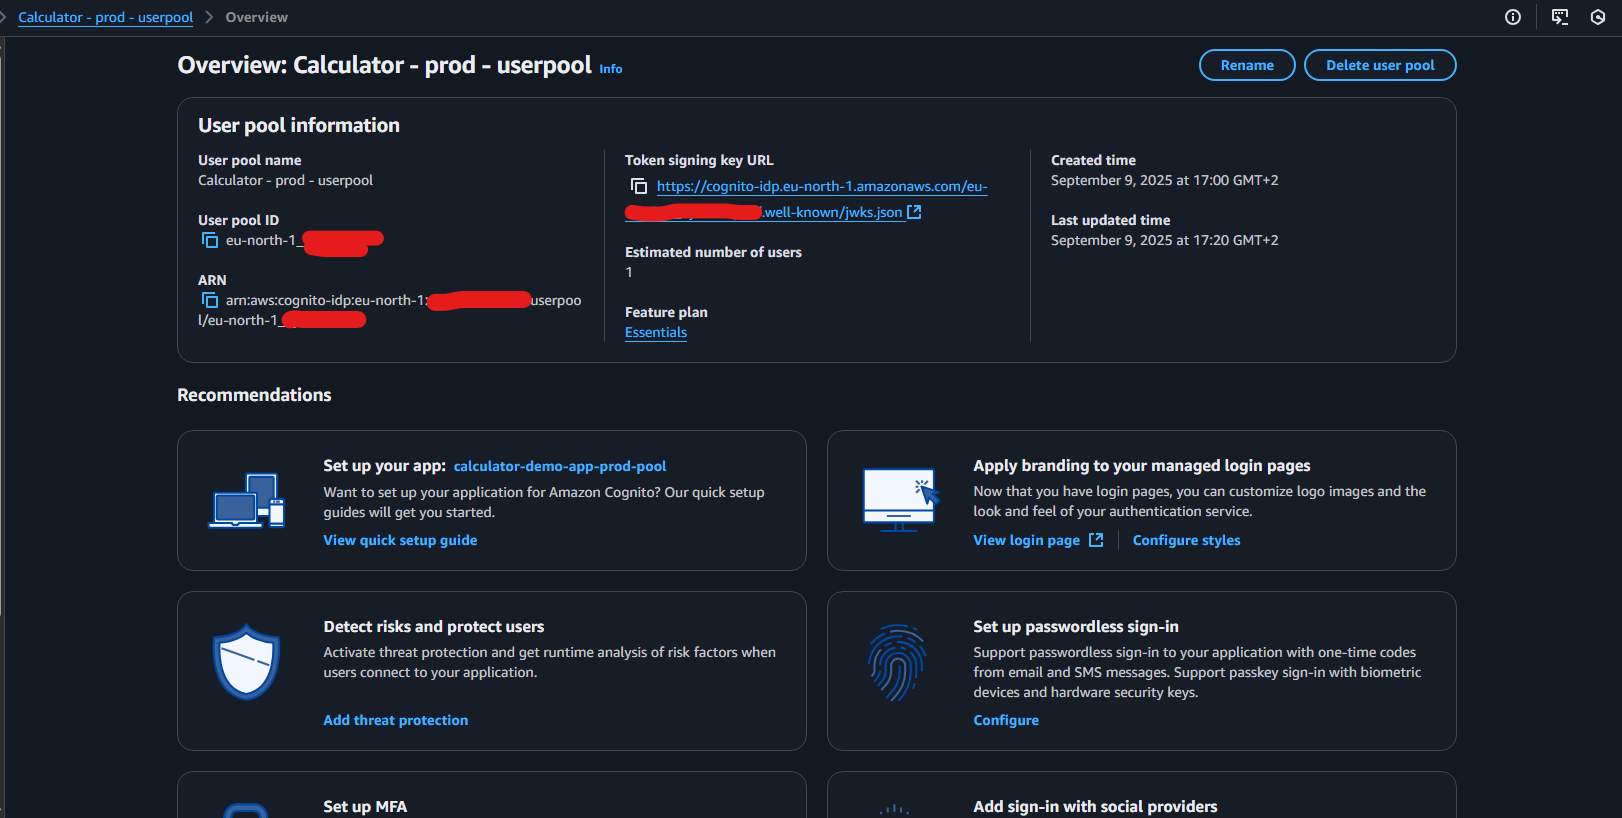 Calculator - prod - userpool > Overview
Overview: Calculator - prod - userpool Info
Rename
Delete user pool
User pool information
User pool name
Calculator - prod - userpool
User pool ID
eu-north-1_
ARN
arn:aws:cognito-idp:eu-north-1: userpoo
l/eu-north-1_
Token signing key URL
https://cognito-idp.eu-north-1.amazonaws.com/eu-
.well-known/jwks.json
Estimated number of users
1
Feature plan
Essentials
Created time
September 9, 2025 at 17:00 GMT+2
Last updated time
September 9, 2025 at 17:20 GMT+2
Recommendations
Set up your app: calculator-demo-app-prod-pool
Want to set up your application for Amazon Cognito? Our quick setup
guides will get you started.
View quick setup guide
Apply branding to your managed login pages
Now that you have login pages, you can customize logo images and the
look and feel of your authentication service.
View login page
Configure styles
Detect risks and protect users
Activate threat protection and get runtime analysis of risk factors when
users connect to your application.
Add threat protection
Set up passwordless sign-in
Support passwordless sign-in to your application with one-time codes
from email and SMS messages. Support passkey sign-in with biometric
devices and hardware security keys.
Configure
Set up MFA
Add sign-in with social providers